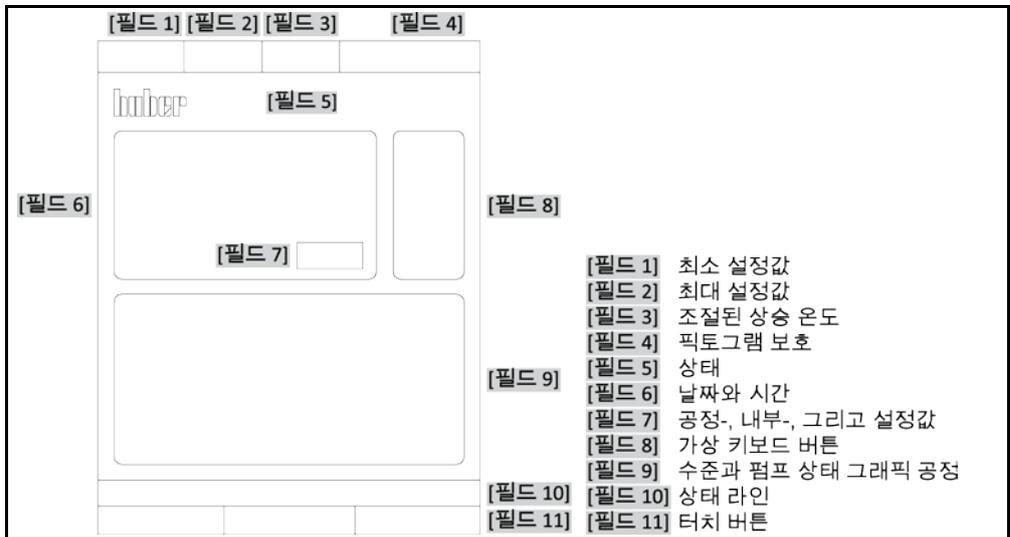 [필드 1] [필드 2] [필드 3] [필드 4]
huber [필드 5]
[필드 6] [필드 8]
[필드 7]
[필드 9]
[필드 10]
[필드 11]
[필드 1] 최소 설정값
[필드 2] 최대 설정값
[필드 3] 조절된 상승 온도
[필드 4] 픽토그램 보호
[필드 5] 상태
[필드 6] 날짜와 시간
[필드 7] 공정-, 내부-, 그리고 설정값
[필드 8] 가상 키보드 버튼
[필드 9] 수준과 펌프 상태 그래픽 공정
[필드 10] 상태 라인
[필드 11] 터치 버튼